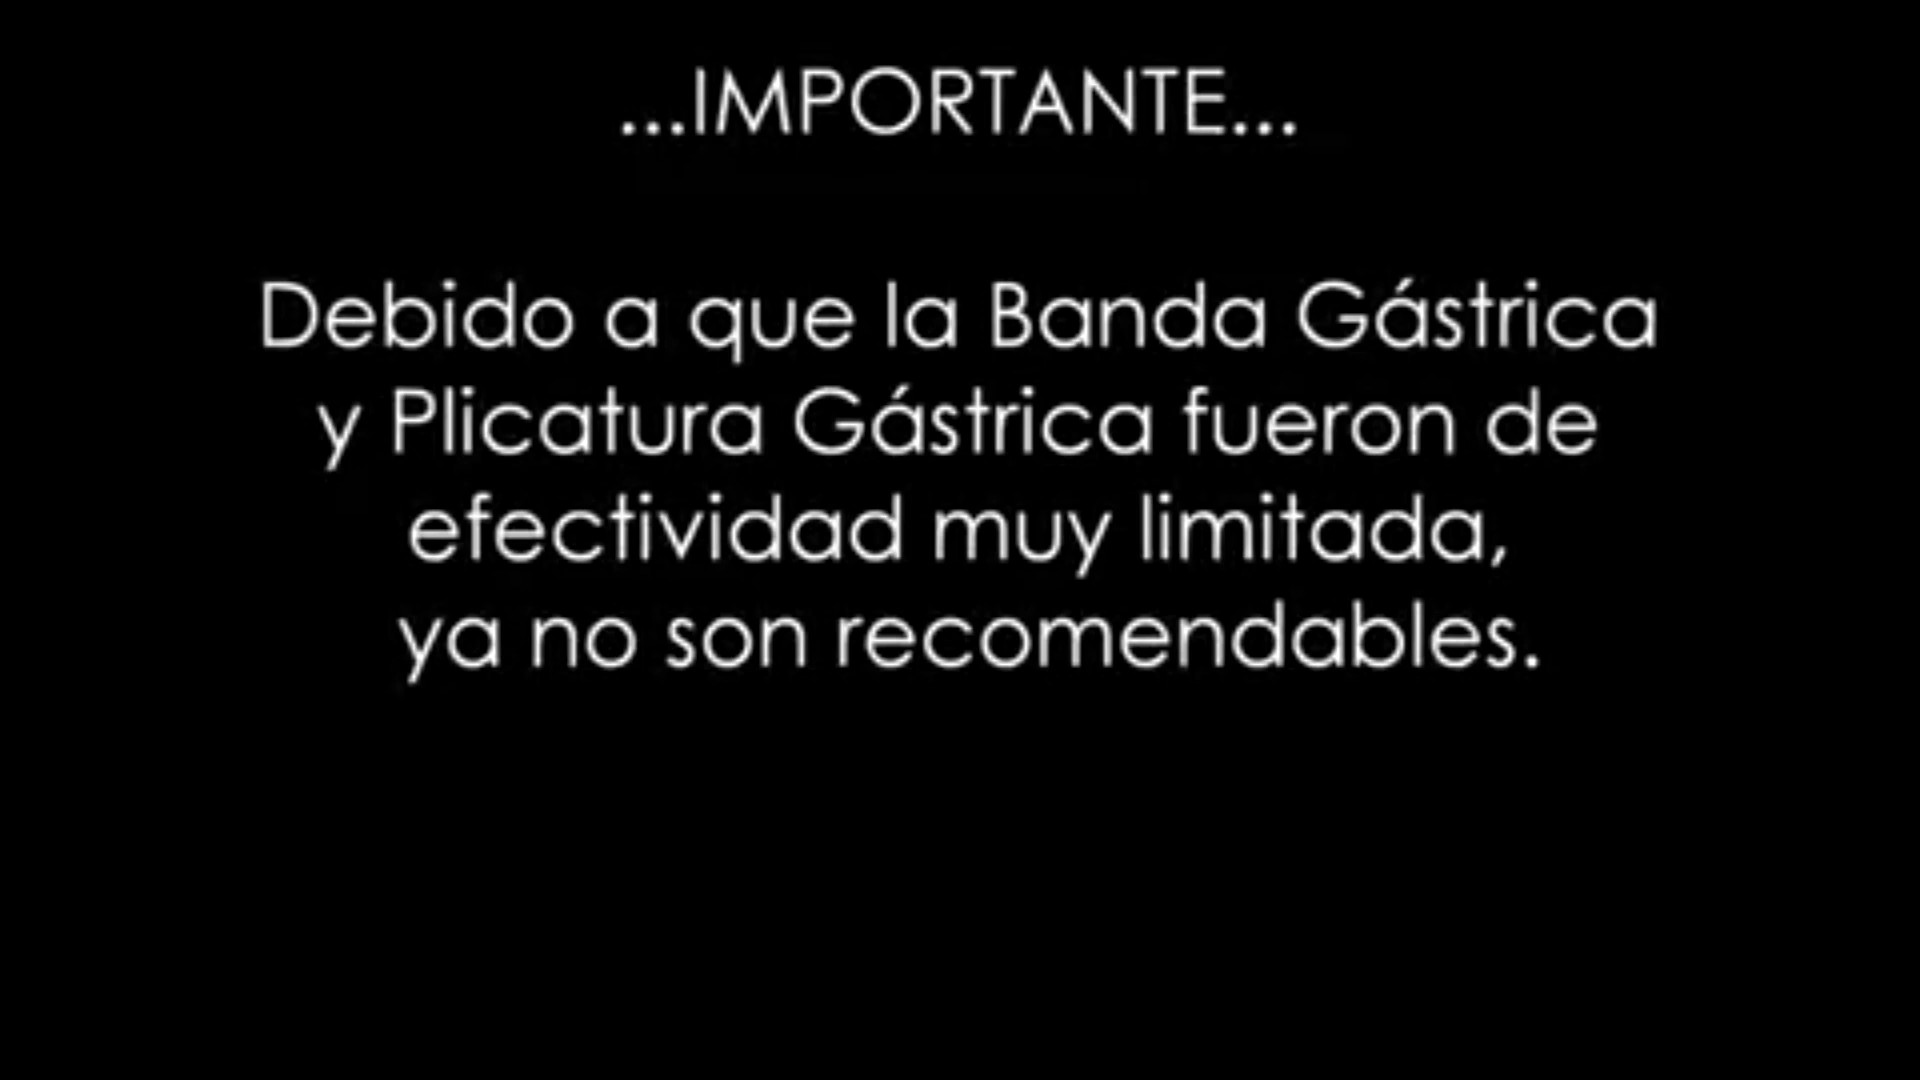 ...IMPORTANTE...
Debido a que la Banda Gástrica
y Plicatura Gástrica fueron de
efectividad muy limitada,
ya no son recomendables.